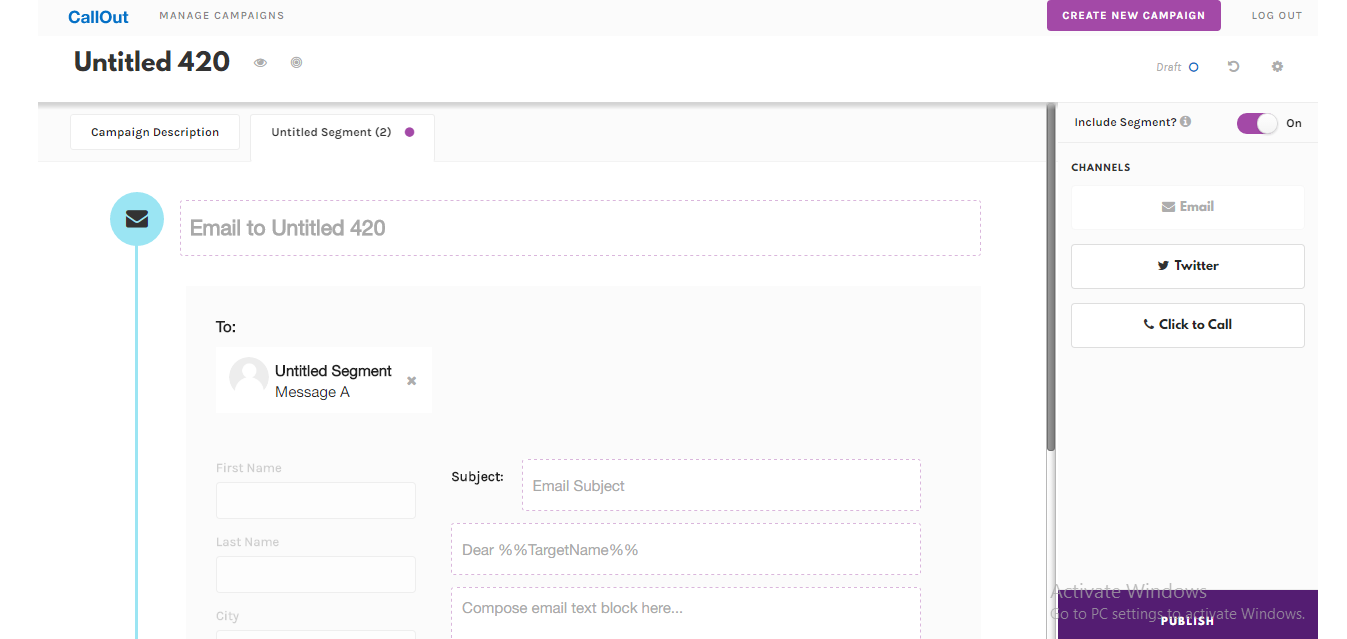 CallOut
MANAGE CAMPAIGNS
CREATE NEW CAMPAIGN
LOG OUT
Untitled 420
Draft
Campaign Description
Untitled Segment (2)
Include Segment?
On
CHANNELS
Email
Twitter
Click to Call
Email to Untitled 420
To:
Untitled Segment
Message A
First Name
Last Name
City
Subject:
Email Subject
Dear %%TargetName%%
Compose email text block here...
Activate Windows
Go to PC settings to activate Windows.
PUBLISH